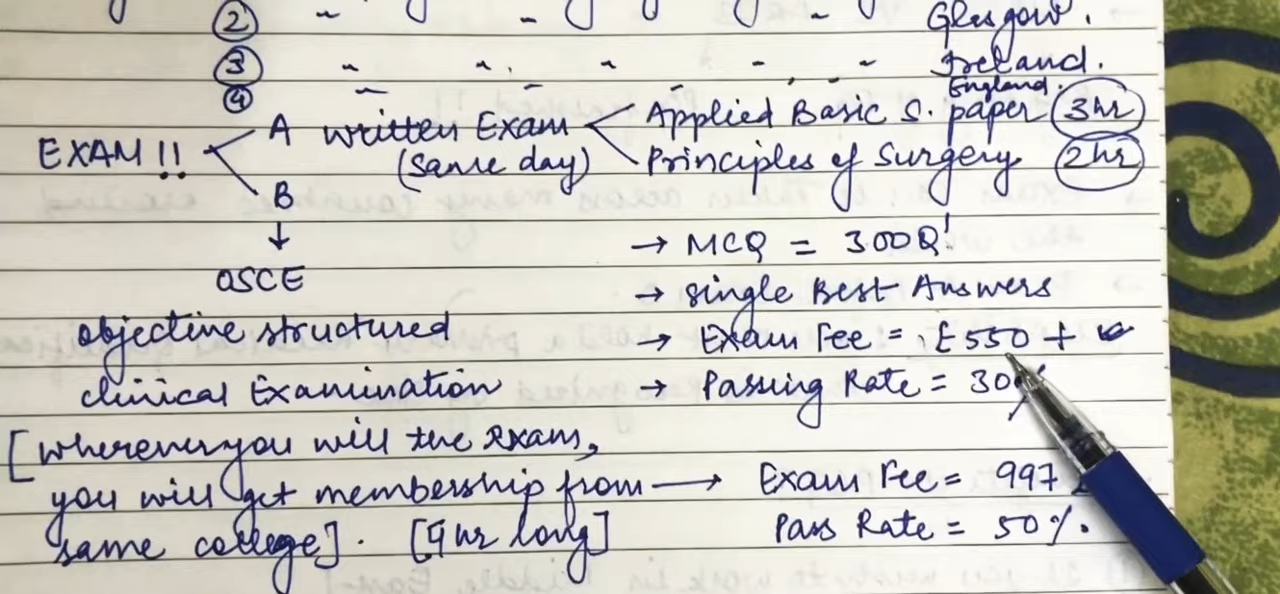 ② " " " " " Glasgow.
③ " " " " " Ireland.
④ England.
EXAM !! A written Exam Applied Basic S. paper 3hr
(Same day) Principles of Surgery 2hr
B
→ MCQ = 300Q'
OSCE
→ single Best Answers
objective structured → Exam Fee = £550 +
clinical Examination → Passing Rate = 30%
[wherever you will the Exam,
you will get membership from → Exam Fee = 997
same college]. [4hr long] Pass Rate = 50%.